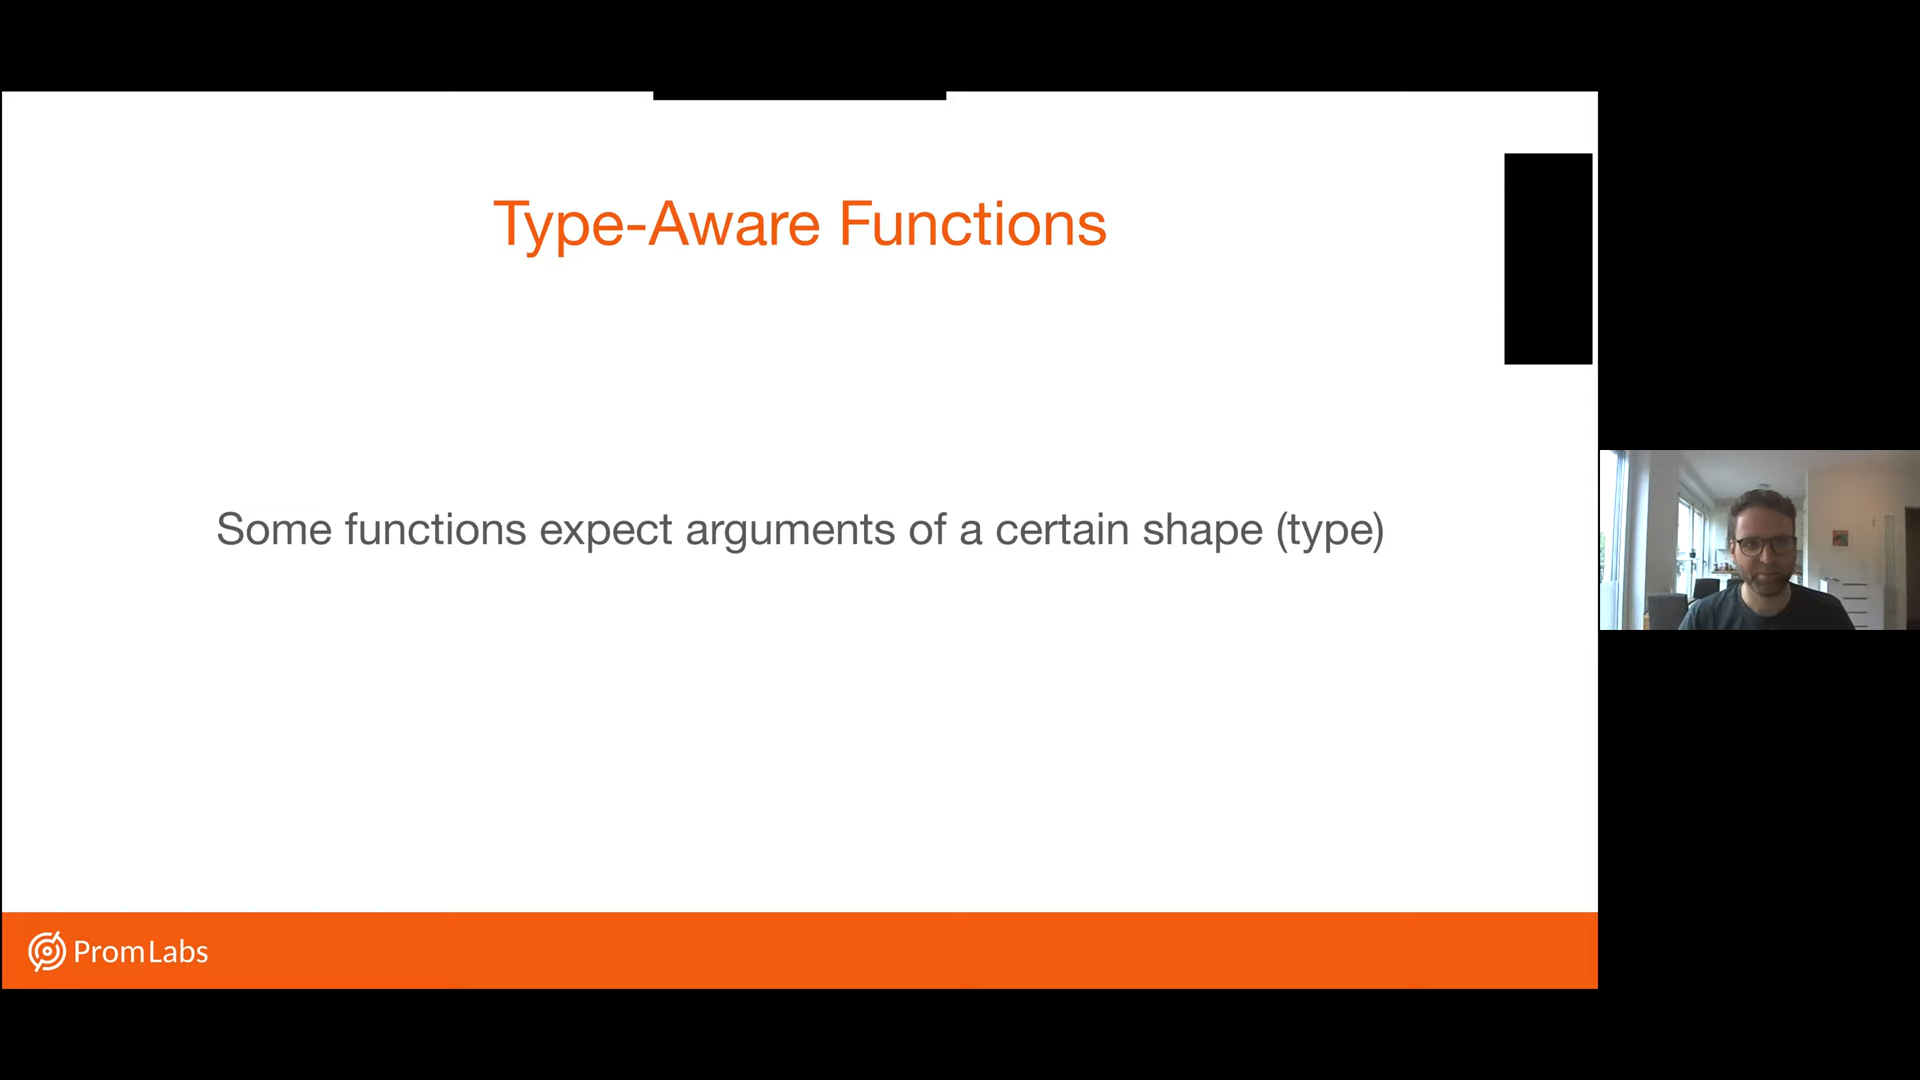 Type-Aware Functions
Some functions expect arguments of a certain shape (type)
PromLabs